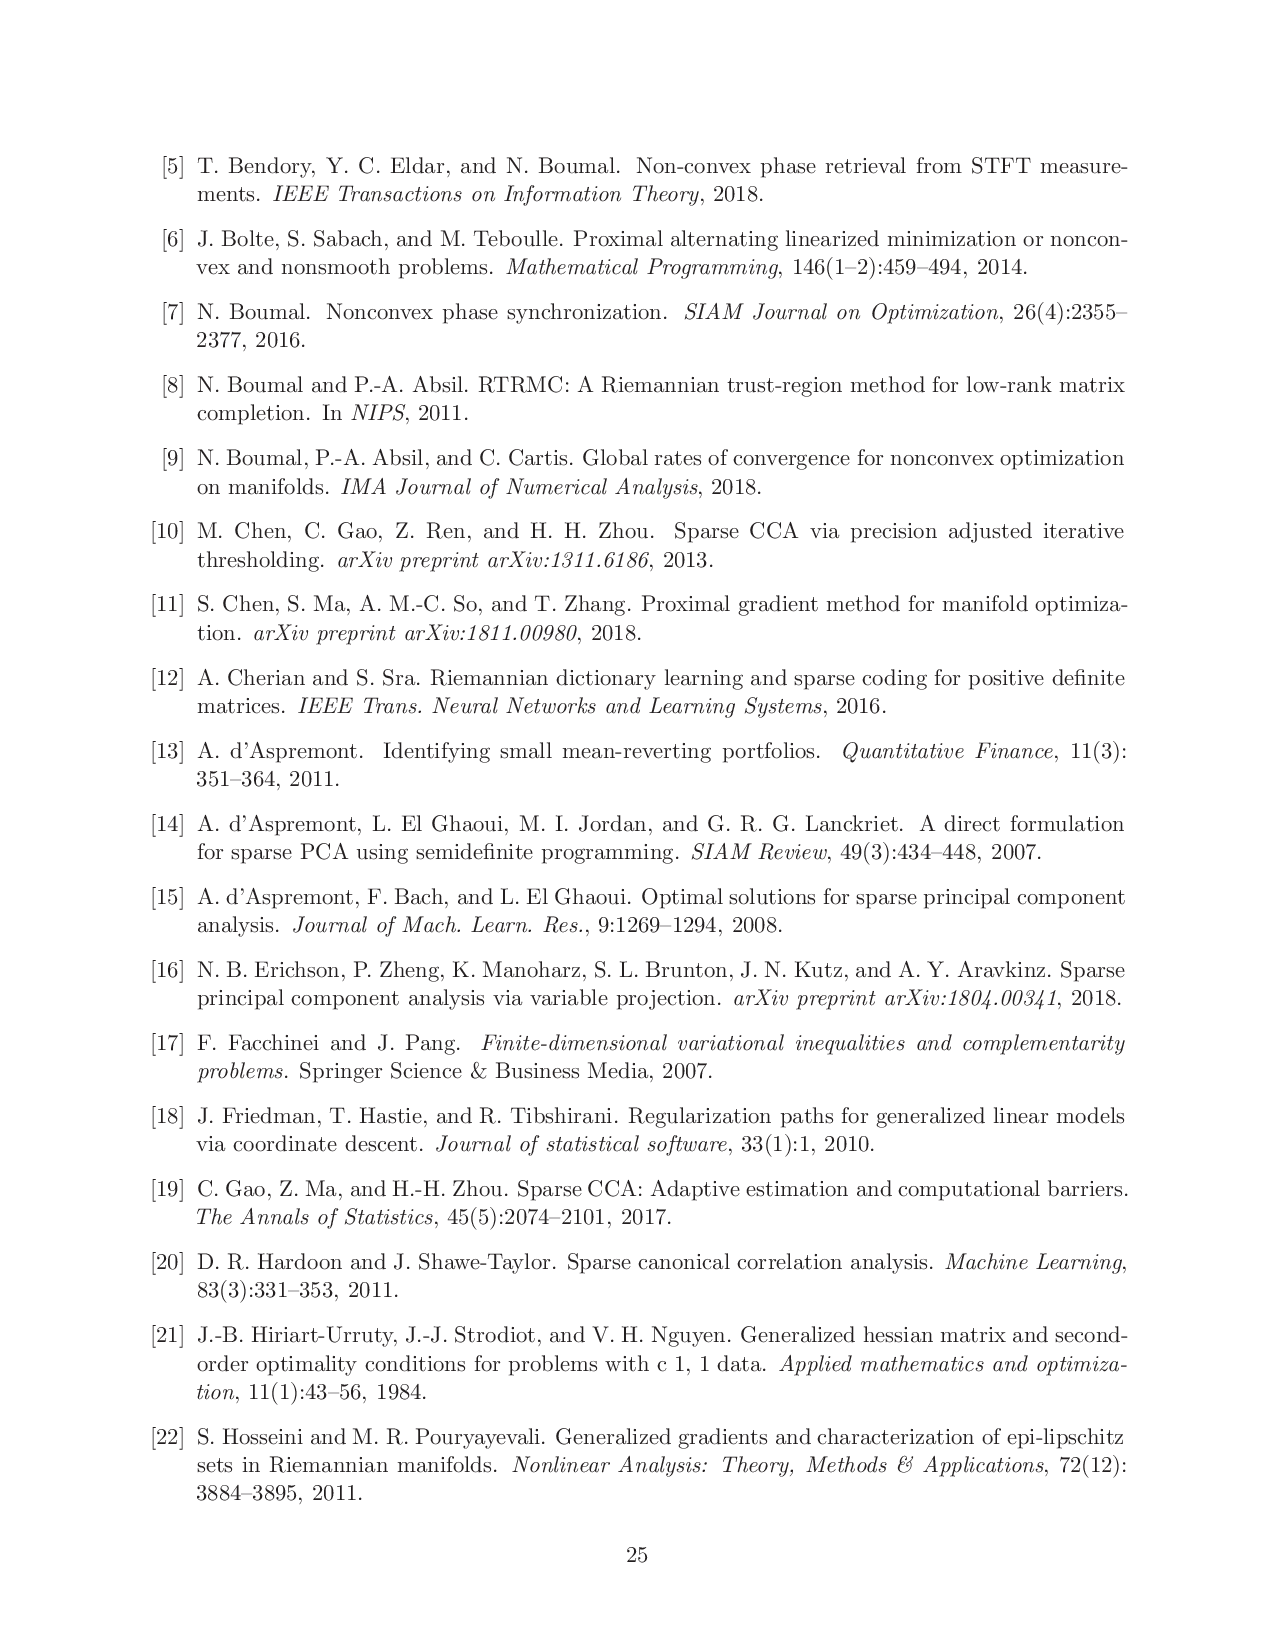 [5] T. Bendory, Y. C. Eldar, and N. Boumal. Non-convex phase retrieval from STFT measure-
ments. IEEE Transactions on Information Theory, 2018.
[6] J. Bolte, S. Sabach, and M. Teboulle. Proximal alternating linearized minimization or noncon-
vex and nonsmooth problems. Mathematical Programming, 146(1–2):459–494, 2014.
[7] N. Boumal. Nonconvex phase synchronization. SIAM Journal on Optimization, 26(4):2355–
2377, 2016.
[8] N. Boumal and P.-A. Absil. RTRMC: A Riemannian trust-region method for low-rank matrix
completion. In NIPS, 2011.
[9] N. Boumal, P.-A. Absil, and C. Cartis. Global rates of convergence for nonconvex optimization
on manifolds. IMA Journal of Numerical Analysis, 2018.
[10] M. Chen, C. Gao, Z. Ren, and H. H. Zhou. Sparse CCA via precision adjusted iterative
thresholding. arXiv preprint arXiv:1311.6186, 2013.
[11] S. Chen, S. Ma, A. M.-C. So, and T. Zhang. Proximal gradient method for manifold optimiza-
tion. arXiv preprint arXiv:1811.00980, 2018.
[12] A. Cherian and S. Sra. Riemannian dictionary learning and sparse coding for positive definite
matrices. IEEE Trans. Neural Networks and Learning Systems, 2016.
[13] A. d'Aspremont. Identifying small mean-reverting portfolios. Quantitative Finance, 11(3):
351–364, 2011.
[14] A. d'Aspremont, L. El Ghaoui, M. I. Jordan, and G. R. G. Lanckriet. A direct formulation
for sparse PCA using semidefinite programming. SIAM Review, 49(3):434–448, 2007.
[15] A. d'Aspremont, F. Bach, and L. El Ghaoui. Optimal solutions for sparse principal component
analysis. Journal of Mach. Learn. Res., 9:1269–1294, 2008.
[16] N. B. Erichson, P. Zheng, K. Manoharz, S. L. Brunton, J. N. Kutz, and A. Y. Aravkinz. Sparse
principal component analysis via variable projection. arXiv preprint arXiv:1804.00341, 2018.
[17] F. Facchinei and J. Pang. Finite-dimensional variational inequalities and complementarity
problems. Springer Science & Business Media, 2007.
[18] J. Friedman, T. Hastie, and R. Tibshirani. Regularization paths for generalized linear models
via coordinate descent. Journal of statistical software, 33(1):1, 2010.
[19] C. Gao, Z. Ma, and H.-H. Zhou. Sparse CCA: Adaptive estimation and computational barriers.
The Annals of Statistics, 45(5):2074–2101, 2017.
[20] D. R. Hardoon and J. Shawe-Taylor. Sparse canonical correlation analysis. Machine Learning,
83(3):331–353, 2011.
[21] J.-B. Hiriart-Urruty, J.-J. Strodiot, and V. H. Nguyen. Generalized hessian matrix and second-
order optimality conditions for problems with c 1, 1 data. Applied mathematics and optimiza-
tion, 11(1):43–56, 1984.
[22] S. Hosseini and M. R. Pouryayevali. Generalized gradients and characterization of epi-lipschitz
sets in Riemannian manifolds. Nonlinear Analysis: Theory, Methods & Applications, 72(12):
3884–3895, 2011.
25